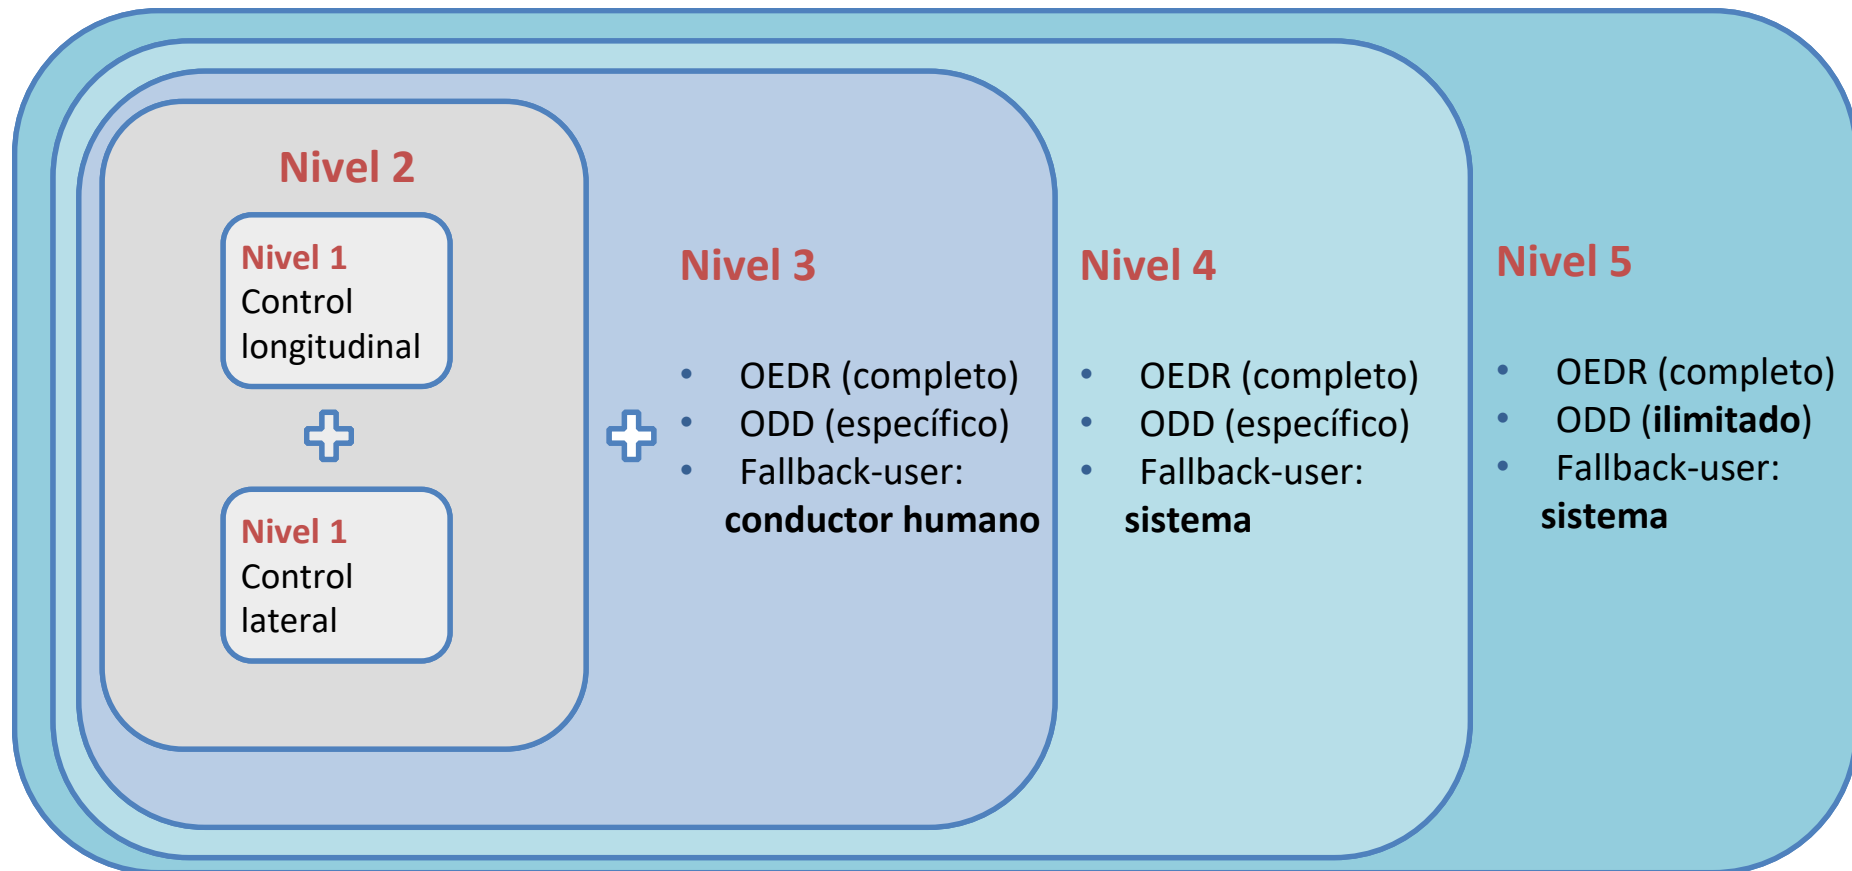 Nivel 2
Nivel 1
Control
longitudinal
Nivel 1
Control
lateral
Nivel 3
• OEDR (completo)
• ODD (específico)
• Fallback-user:
conductor humano
Nivel 4
• OEDR (completo)
• ODD (específico)
• Fallback-user:
sistema
Nivel 5
• OEDR (completo)
• ODD (ilimitado)
• Fallback-user:
sistema